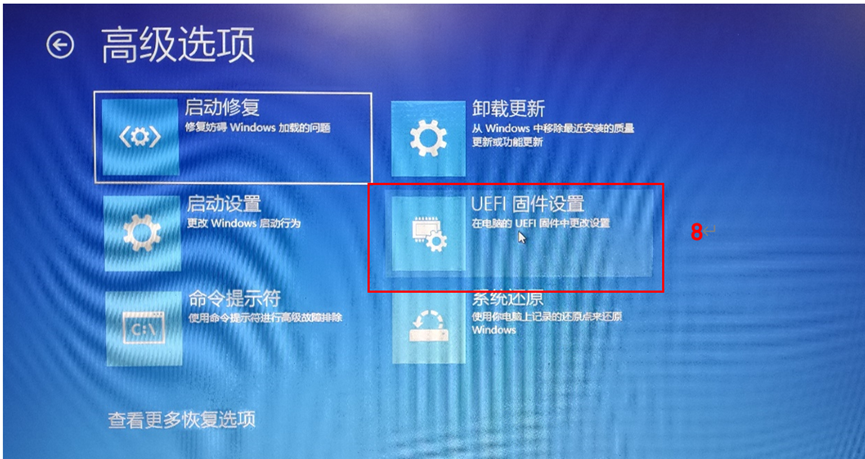 高级选项
启动修复
修复妨碍 Windows 加载的问题
卸载更新
从 Windows 中移除最近安装的质量
更新或功能更新
启动设置
更改 Windows 启动行为
UEFI 固件设置
在电脑的 UEFI 固件中更改设置
8
命令提示符
使用命令提示符进行高级故障排除
C:\
系统还原
使用你电脑上记录的还原点来还原
Windows
查看更多恢复选项